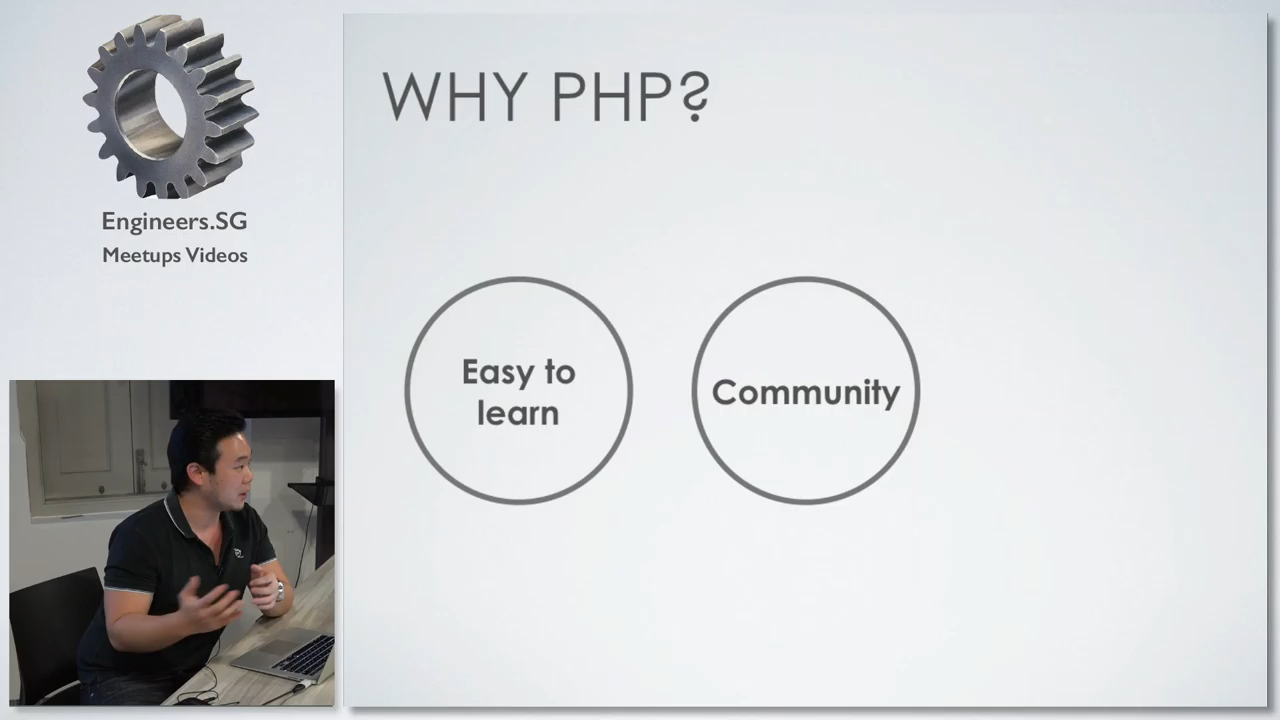 Engineers.SG
Meetups Videos
WHY PHP?
Easy to
learn
Community